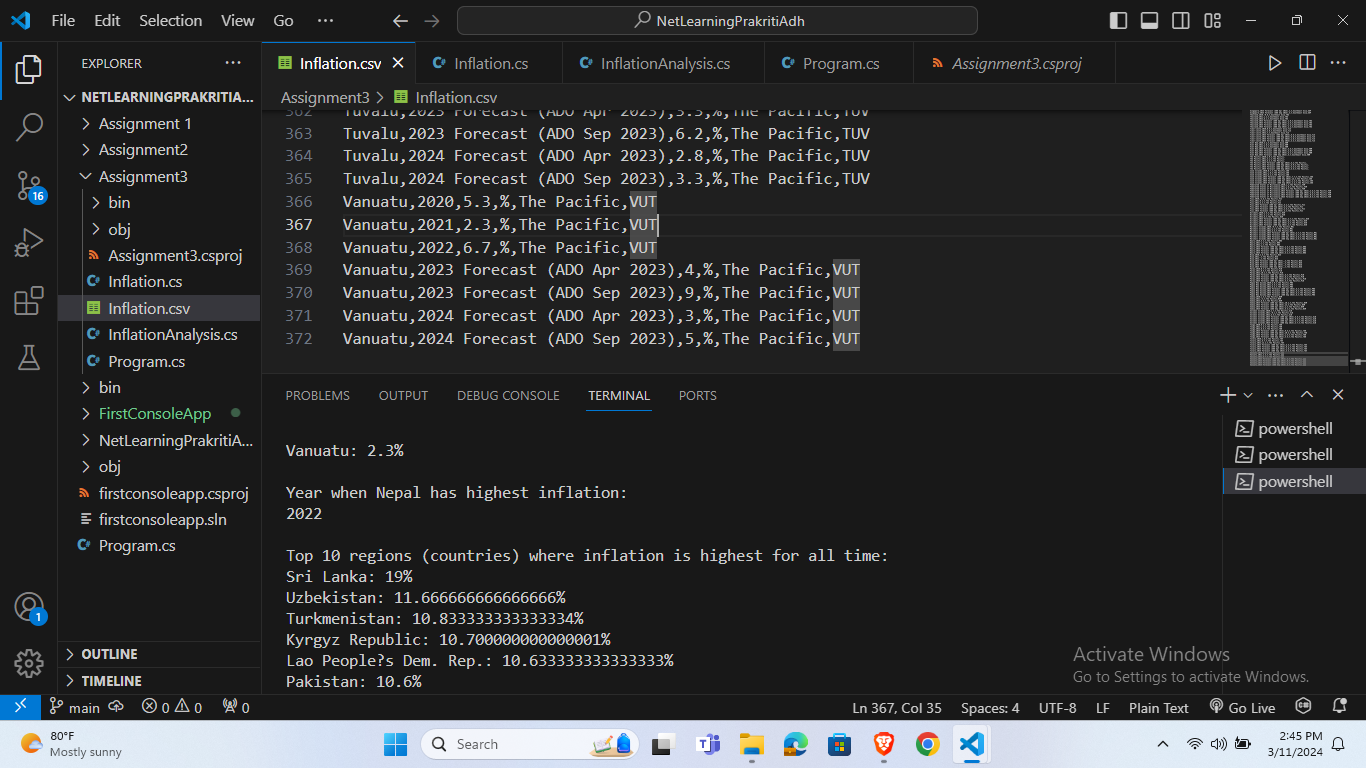 File Edit Selection View Go ···
NetLearningPrakritiAdh
EXPLORER ···
NETLEARNINGPRAKRITIA...
Assignment 1
Assignment2
Assignment3
bin
obj
Assignment3.csproj
Inflation.cs
Inflation.csv
InflationAnalysis.cs
Program.cs
bin
FirstConsoleApp
NetLearningPrakritiA...
obj
firstconsoleapp.csproj
firstconsoleapp.sln
Program.cs
OUTLINE
TIMELINE
16
1
Inflation.csv Inflation.cs InflationAnalysis.cs Program.cs Assignment3.csproj
Assignment3 > Inflation.csv
362 Tuvalu,2023 Forecast (ADO Apr 2023),3.3,%,The Pacific,TUV
363 Tuvalu,2023 Forecast (ADO Sep 2023),6.2,%,The Pacific,TUV
364 Tuvalu,2024 Forecast (ADO Apr 2023),2.8,%,The Pacific,TUV
365 Tuvalu,2024 Forecast (ADO Sep 2023),3.3,%,The Pacific,TUV
366 Vanuatu,2020,5.3,%,The Pacific,VUT
367 Vanuatu,2021,2.3,%,The Pacific,VUT
368 Vanuatu,2022,6.7,%,The Pacific,VUT
369 Vanuatu,2023 Forecast (ADO Apr 2023),4,%,The Pacific,VUT
370 Vanuatu,2023 Forecast (ADO Sep 2023),9,%,The Pacific,VUT
371 Vanuatu,2024 Forecast (ADO Apr 2023),3,%,The Pacific,VUT
372 Vanuatu,2024 Forecast (ADO Sep 2023),5,%,The Pacific,VUT
PROBLEMS OUTPUT DEBUG CONSOLE TERMINAL PORTS
Vanuatu: 2.3%
Year when Nepal has highest inflation:
2022
Top 10 regions (countries) where inflation is highest for all time:
Sri Lanka: 19%
Uzbekistan: 11.666666666666666%
Turkmenistan: 10.833333333333334%
Kyrgyz Republic: 10.700000000000001%
Lao People?s Dem. Rep.: 10.633333333333333%
Pakistan: 10.6%
powershell
powershell
powershell
Activate Windows
Go to Settings to activate Windows.
main 0 0 0 Ln 367, Col 35 Spaces: 4 UTF-8 LF Plain Text Go Live
80°F
Mostly sunny
Search
2:45 PM
3/11/2024